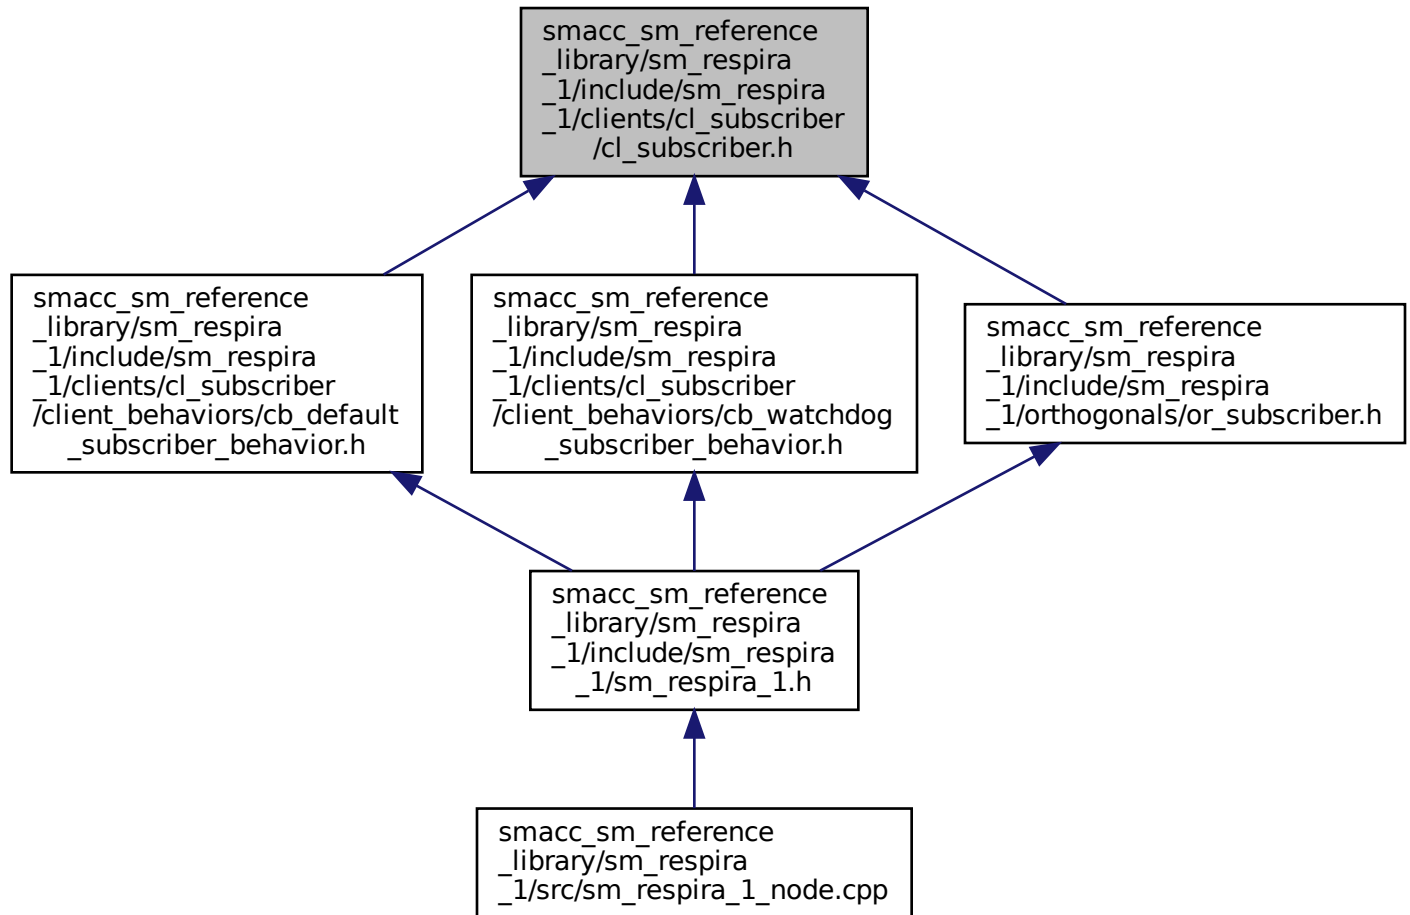 smacc_sm_reference
_library/sm_respira
_1/include/sm_respira
_1/clients/cl_subscriber
/cl_subscriber.h
smacc_sm_reference
_library/sm_respira
_1/include/sm_respira
_1/clients/cl_subscriber
/client_behaviors/cb_default
_subscriber_behavior.h
smacc_sm_reference
_library/sm_respira
_1/include/sm_respira
_1/clients/cl_subscriber
/client_behaviors/cb_watchdog
_subscriber_behavior.h
smacc_sm_reference
_library/sm_respira
_1/include/sm_respira
_1/orthogonals/or_subscriber.h
smacc_sm_reference
_library/sm_respira
_1/include/sm_respira
_1/sm_respira_1.h
smacc_sm_reference
_library/sm_respira
_1/src/sm_respira_1_node.cpp